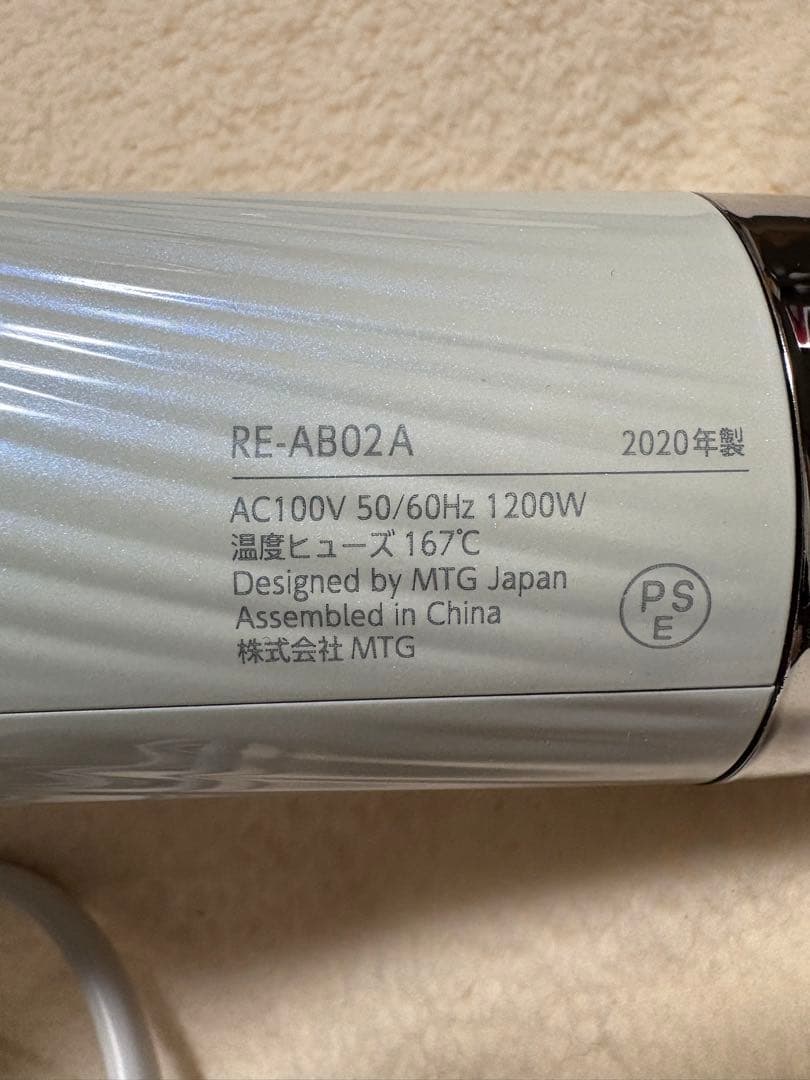 RE-AB02A 2020年製
AC100V 50/60Hz 1200W
温度ヒューズ 167℃
Designed by MTG Japan
Assembled in China
株式会社 MTG
PS
E